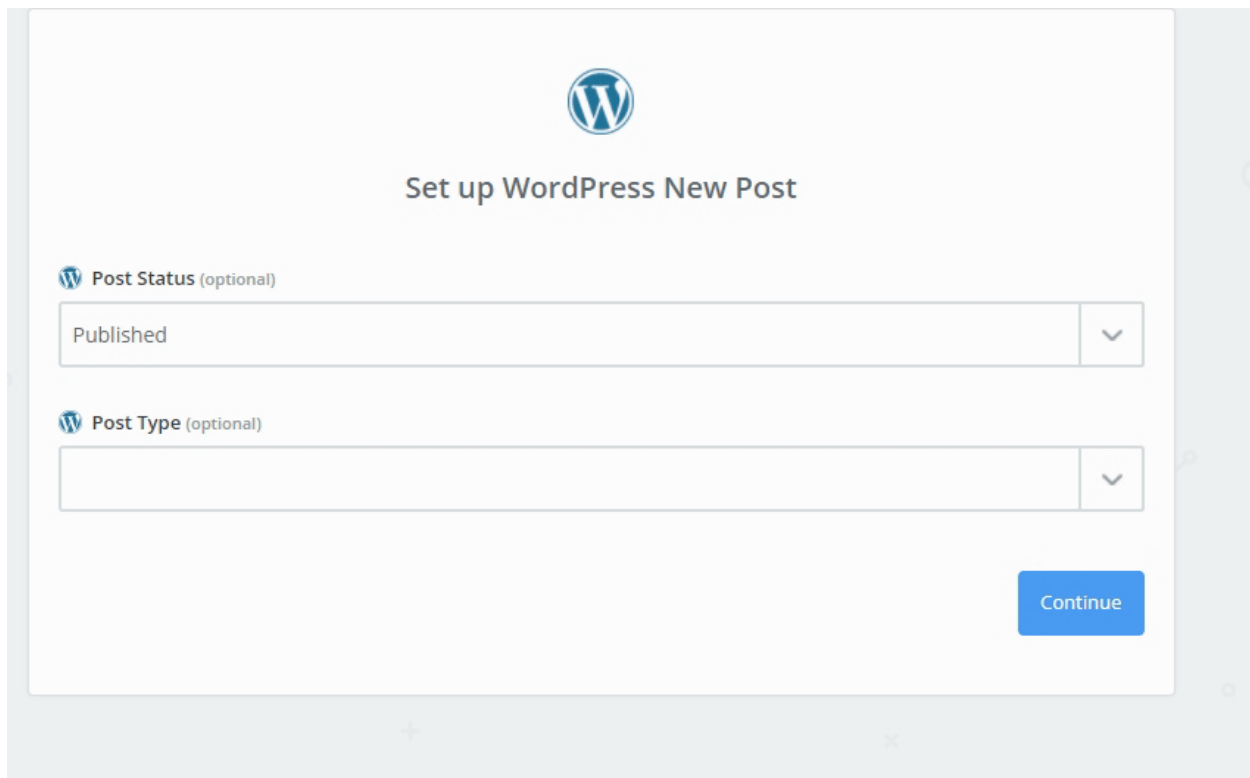 Set up WordPress New Post
Post Status (optional)
Published
Post Type (optional)
Continue